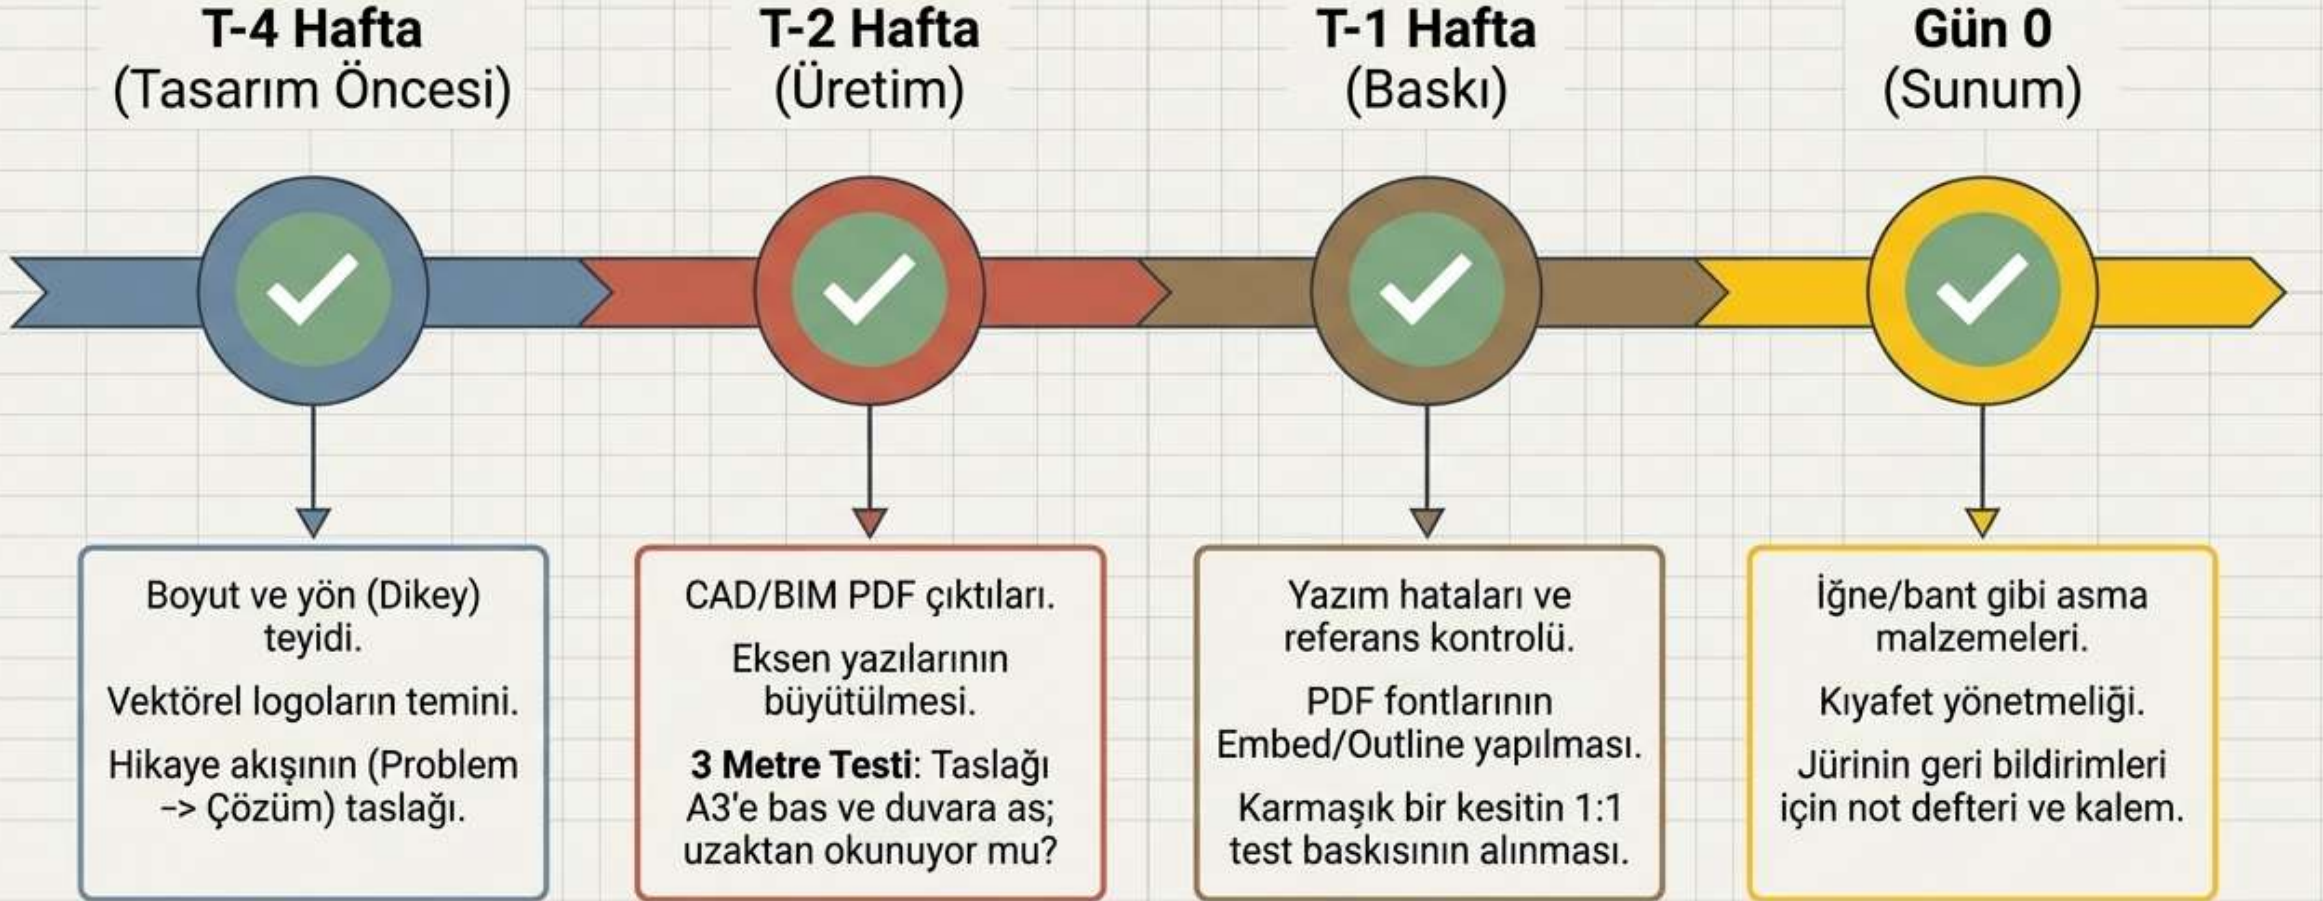 T-4 Hafta
(Tasarım Öncesi)
T-2 Hafta
(Üretim)
T-1 Hafta
(Baskı)
Gün 0
(Sunum)
Boyut ve yön (Dikey)
teyidi.
Vektörel logoların temini.
Hikaye akışının (Problem
–> Çözüm) taslağı.
CAD/BIM PDF çıktıları.
Eksen yazılarının
büyütülmesi.
3 Metre Testi: Taslağı
A3'e bas ve duvara as;
uzaktan okunuyor mu?
Yazım hataları ve
referans kontrolü.
PDF fontlarının
Embed/Outline yapılması.
Karmaşık bir kesitin 1:1
test baskısının alınması.
İğne/bant gibi asma
malzemeleri.
Kıyafet yönetmeliği.
Jürinin geri bildirimleri
için not defteri ve kalem.